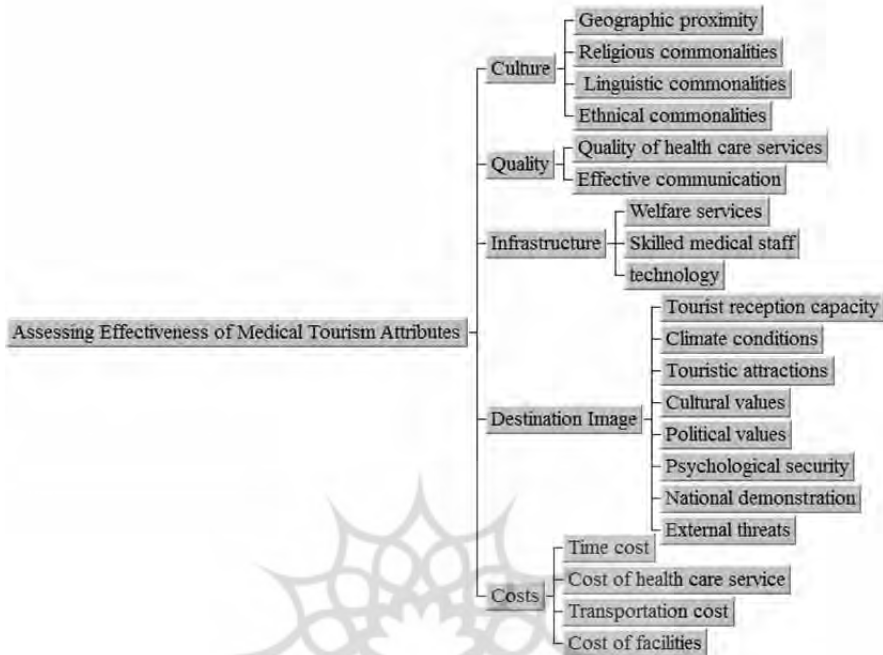 Geographic proximity
Religious commonalities
Culture
Linguistic commonalities
Ethnical commonalities
Quality of health care services
Quality
Effective communication
Welfare services
Infrastructure
Skilled medical staff
technology
Assessing Effectiveness of Medical Tourism Attributes
Tourist reception capacity
Climate conditions
Touristic attractions
Cultural values
Destination Image
Political values
Psychological security
National demonstration
External threats
Time cost
Cost of health care service
Costs
Transportation cost
Cost of facilities